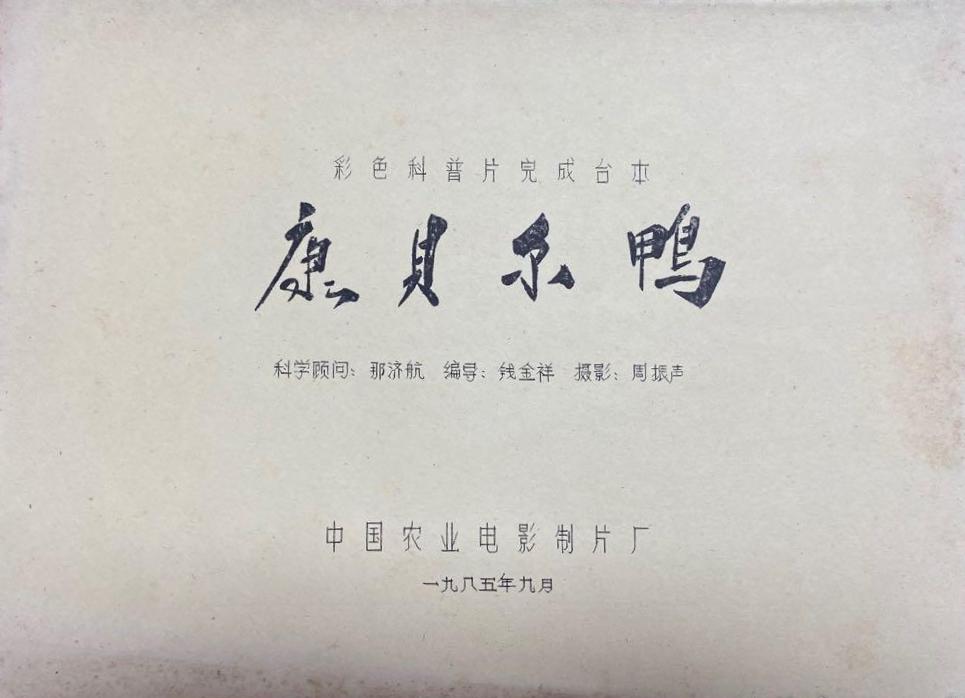 彩色科普片完成台本
康贝尔鸭
科学顾问：那济航 编导：钱金祥 摄影：周振声
中国农业电影制片厂
一九八五年九月